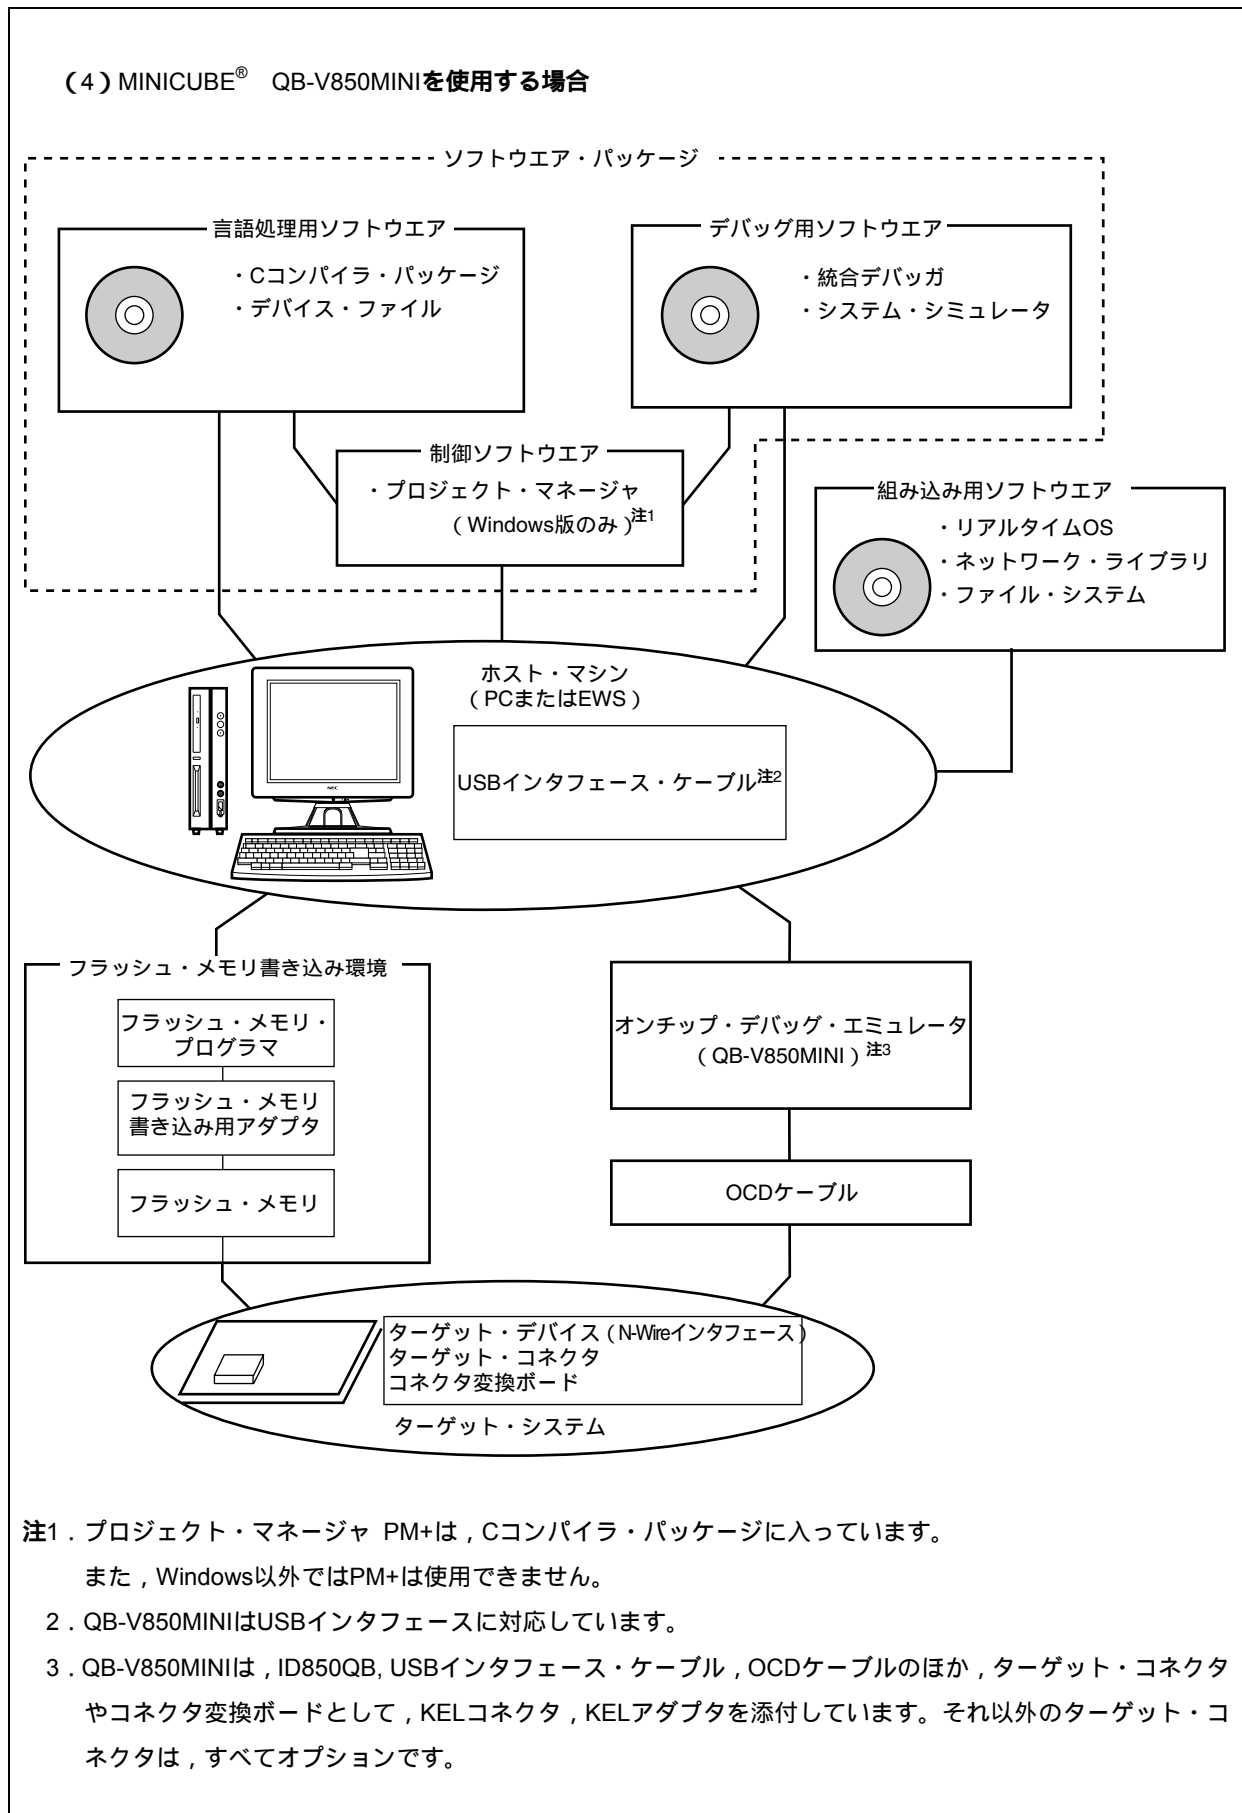 （4）MINICUBE®　QB-V850MINIを使用する場合
ソフトウエア・パッケージ
言語処理用ソフトウエア
・Cコンパイラ・パッケージ
・デバイス・ファイル
デバッグ用ソフトウエア
・統合デバッガ
・システム・シミュレータ
制御ソフトウエア
・プロジェクト・マネージャ
（Windows版のみ）注1
組み込み用ソフトウエア
・リアルタイムOS
・ネットワーク・ライブラリ
・ファイル・システム
ホスト・マシン
（PCまたはEWS）
USBインタフェース・ケーブル注2
NEC
フラッシュ・メモリ書き込み環境
フラッシュ・メモリ・
プログラマ
フラッシュ・メモリ
書き込み用アダプタ
フラッシュ・メモリ
オンチップ・デバッグ・エミュレータ
（QB-V850MINI）注3
OCDケーブル
ターゲット・デバイス（N-Wireインタフェース）
ターゲット・コネクタ
コネクタ変換ボード
ターゲット・システム
注1．プロジェクト・マネージャ PM+は，Cコンパイラ・パッケージに入っています。
また，Windows以外ではPM+は使用できません。
2．QB-V850MINIはUSBインタフェースに対応しています。
3．QB-V850MINIは，ID850QB, USBインタフェース・ケーブル，OCDケーブルのほか，ターゲット・コネクタ
やコネクタ変換ボードとして，KELコネクタ，KELアダプタを添付しています。それ以外のターゲット・コ
ネクタは，すべてオプションです。